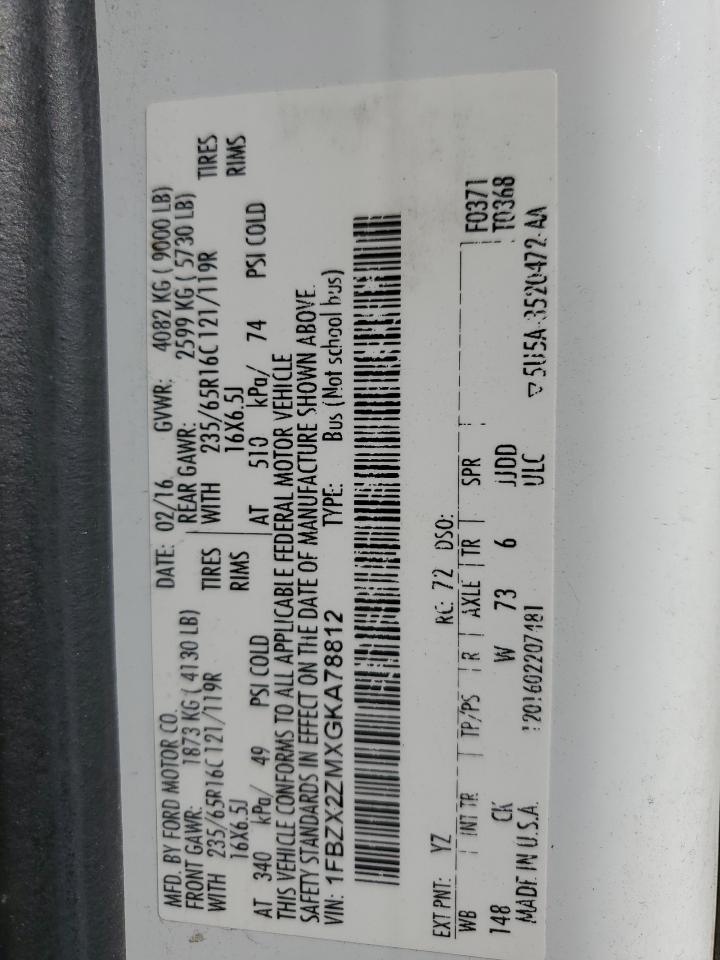 MFD. BY FORD MOTOR CO. DATE: 02/16 GVWR: 4082 KG ( 9000 LB)
FRONT GAWR: 1873 KG ( 4130 LB) REAR GAWR: 2599 KG ( 5730 LB)
WITH 235/65R16C 121/119R TIRES WITH 235/65R16C 121/119R TIRES
16X6.5J RIMS 16X6.5J RIMS
AT 340 kPa/ 49 PSI COLD AT 510 kPa/ 74 PSI COLD
THIS VEHICLE CONFORMS TO ALL APPLICABLE FEDERAL MOTOR VEHICLE
SAFETY STANDARDS IN EFFECT ON THE DATE OF MANUFACTURE SHOWN ABOVE.
VIN: 1FBZX2ZMXGKA78812 TYPE: Bus (Not school bus)
EXT PNT: YZ RC: 72 DSO:
WB INT TR TP/PS R AXLE TR SPR F0371
148 CK W 73 6 JJDD T0368
MADE IN U.S.A. 1201602207481 ULC ▽5U5A-3520472-AA